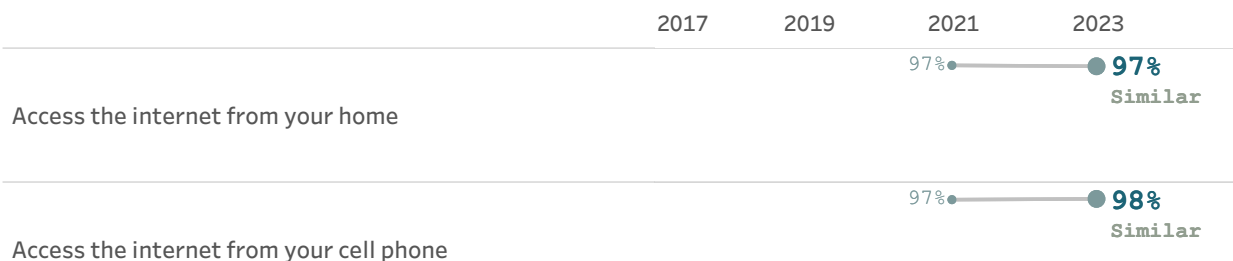 2017 2019 2021 2023
97% 97%
Similar
Access the internet from your home
97% 98%
Similar
Access the internet from your cell phone